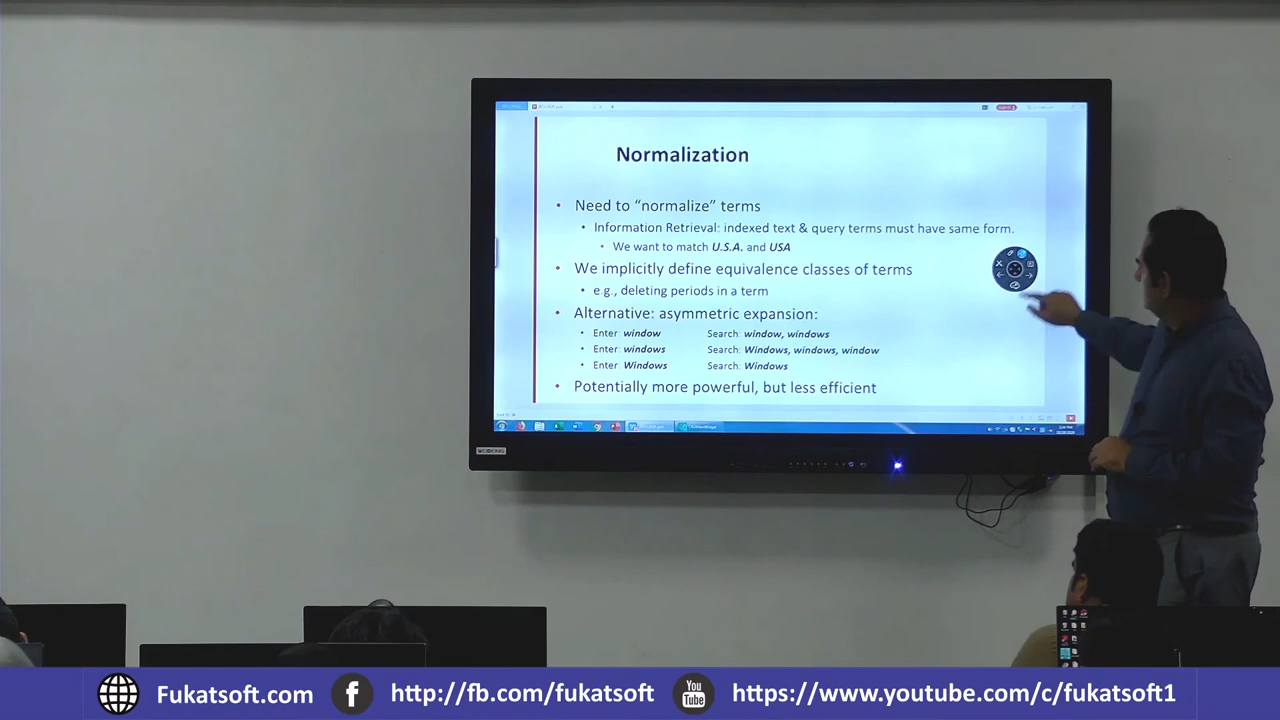 Normalization
• Need to “normalize” terms
• Information Retrieval: indexed text & query terms must have same form.
• We want to match U.S.A. and USA
• We implicitly define equivalence classes of terms
• e.g., deleting periods in a term
• Alternative: asymmetric expansion:
• Enter: window Search: window, windows
• Enter: windows Search: Windows, windows, window
• Enter: Windows Search: Windows
• Potentially more powerful, but less efficient
Fukatsoft.com http://fb.com/fukatsoft You Tube https://www.youtube.com/c/fukatsoft1